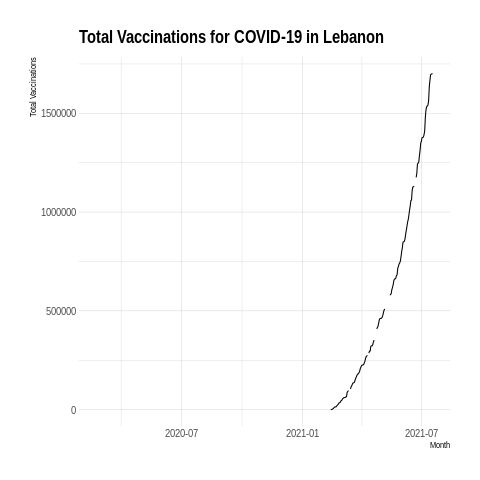 Total Vaccinations for COVID-19 in Lebanon
Total Vaccinations
1500000
1000000
500000
0
2020-07 2021-01 2021-07
Month